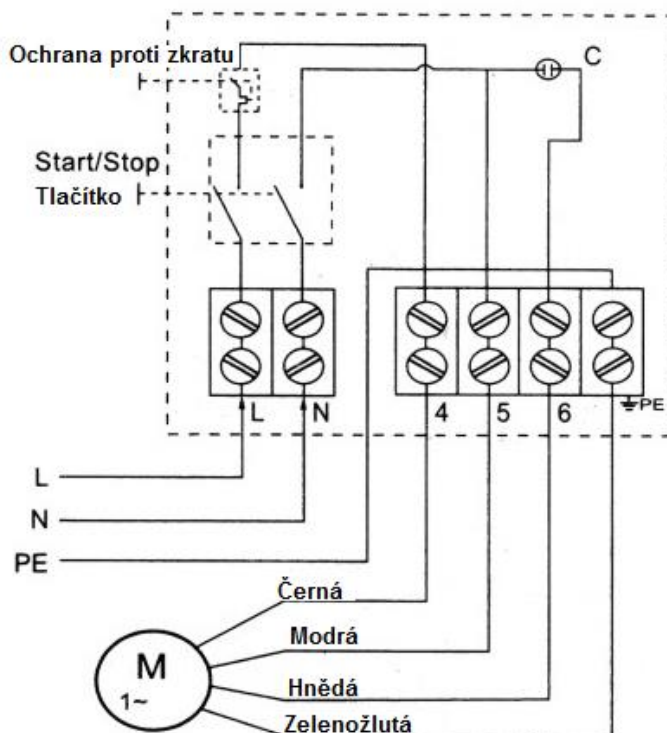 Ochrana proti zkratu
C
Start/Stop
Tlačítko
L N 4 5 6 PE
L
N
PE
Černá
Modrá
M
1~
Hnědá
Zelenožlutá